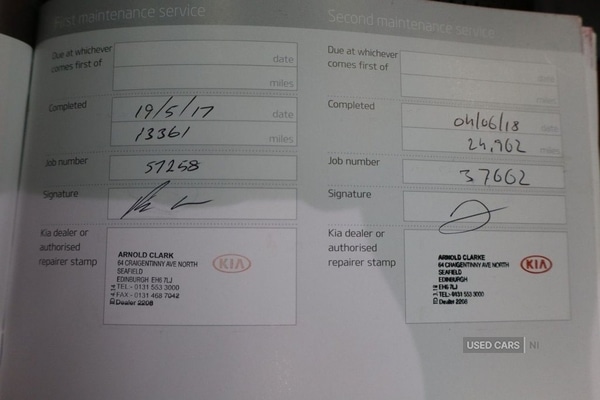 First maintenance service
Due at whichever
comes first of
date
miles
Completed
19/5/17 date
13361 miles
Job number
57258
Signature
Kia dealer or
authorised
repairer stamp
ARNOLD CLARK
64 CRAIGENTINNY AVE NORTH
SEAFIELD
EDINBURGH EH6 7LJ
TEL:- 0131 553 3000
FAX:- 0131 468 7042
Dealer 2208
KIA
Second maintenance service
Due at whichever
comes first of
date
miles
Completed
04/06/18 date
24,962 miles
Job number
37662
Signature
Kia dealer or
authorised
repairer stamp
ARNOLD CLARKE
64 CRAIGENTINNY AVE NORTH
SEAFIELD
EDINBURGH
EH6 7LJ
TEL:- 0131 553 3000
Dealer 2208
KIA
USED CARS NI